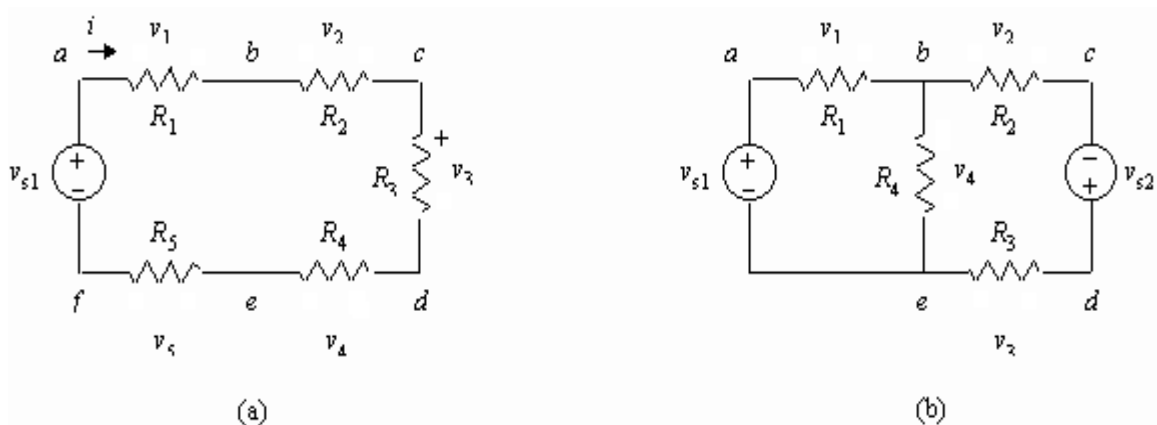 i v₁ v₂ v₁ v₂
a b c a b c
R₁ R₂ R₁ R₂
+
+ + -
vₛ₁ R₃ v₃ vₛ₁ R₄ v₄ vₛ₂
- - +
R₅ R₄ R₃
f e d e d
v₅ v₄ v₃
(a) (b)